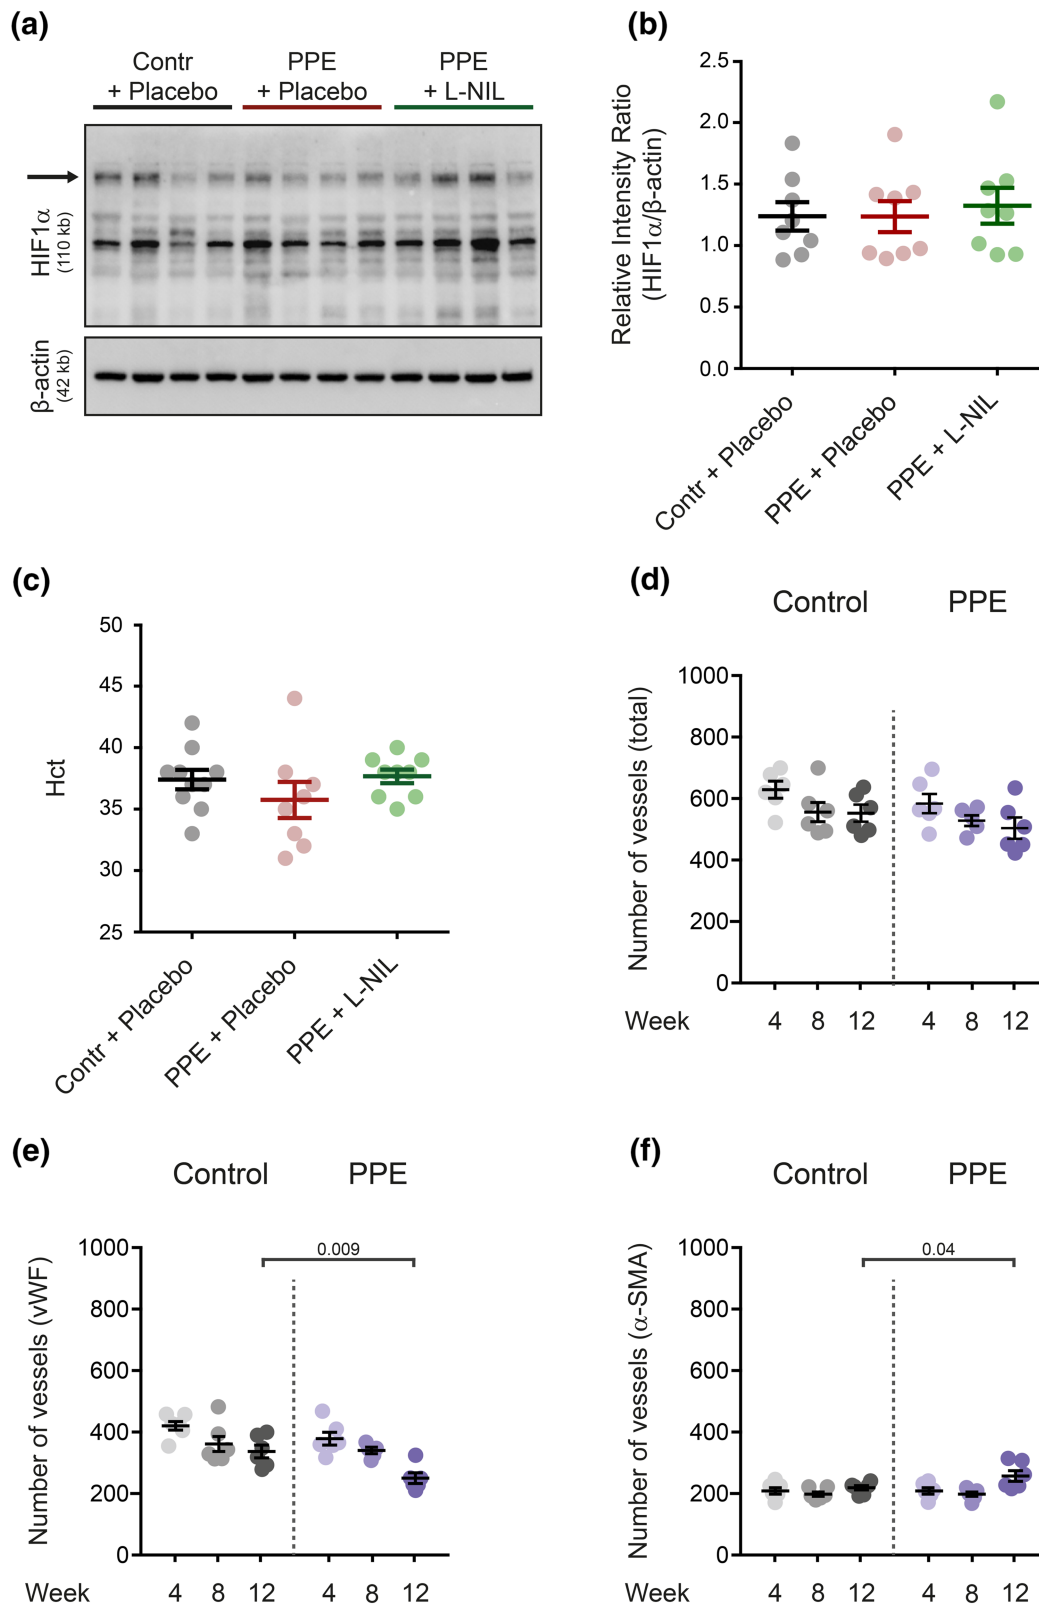 (a)
Contr
+ Placebo
PPE
+ Placebo
PPE
+ L-NIL
HIF1α
(110 kb)
β-actin
(42 kb)
(b)
Relative Intensity Ratio
(HIF1α/β-actin)
2.5
2.0
1.5
1.0
0.5
0.0
Contr + Placebo
PPE + Placebo
PPE + L-NIL
(c)
Hct
50
45
40
35
30
25
Contr + Placebo
PPE + Placebo
PPE + L-NIL
(d)
Control PPE
Number of vessels (total)
1000
800
600
400
200
0
Week 4 8 12 4 8 12
(e)
Control PPE
Number of vessels (vWF)
1000
800
600
400
200
0
0.009
Week 4 8 12 4 8 12
(f)
Control PPE
Number of vessels (α-SMA)
1000
800
600
400
200
0
0.04
Week 4 8 12 4 8 12